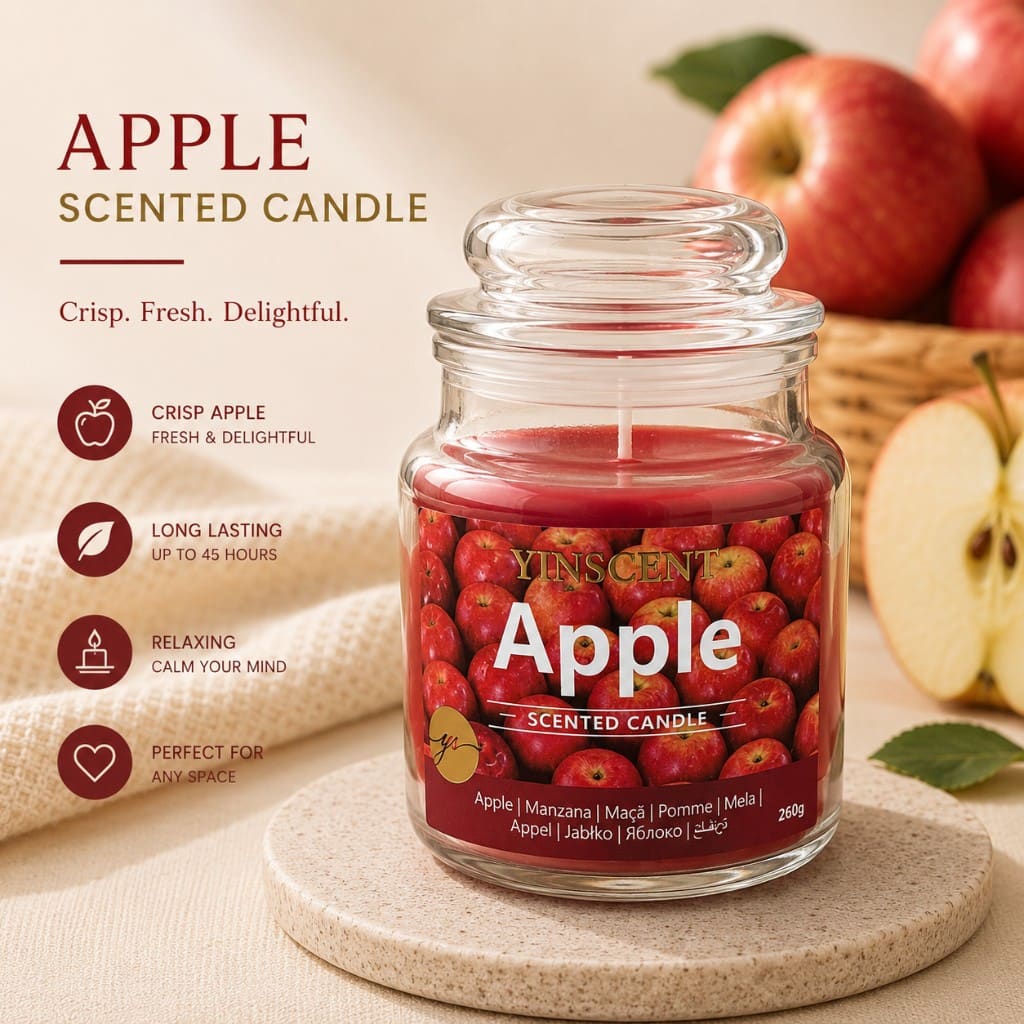 APPLE
SCENTED CANDLE
Crisp. Fresh. Delightful.
CRISP APPLE
FRESH & DELIGHTFUL
LONG LASTING
UP TO 45 HOURS
RELAXING
CALM YOUR MIND
PERFECT FOR
ANY SPACE
YINSCENT
Apple
SCENTED CANDLE
ys
Apple | Manzana | Maçã | Pomme | Mela |
Appel | Jabłko | Яблоко |
260g